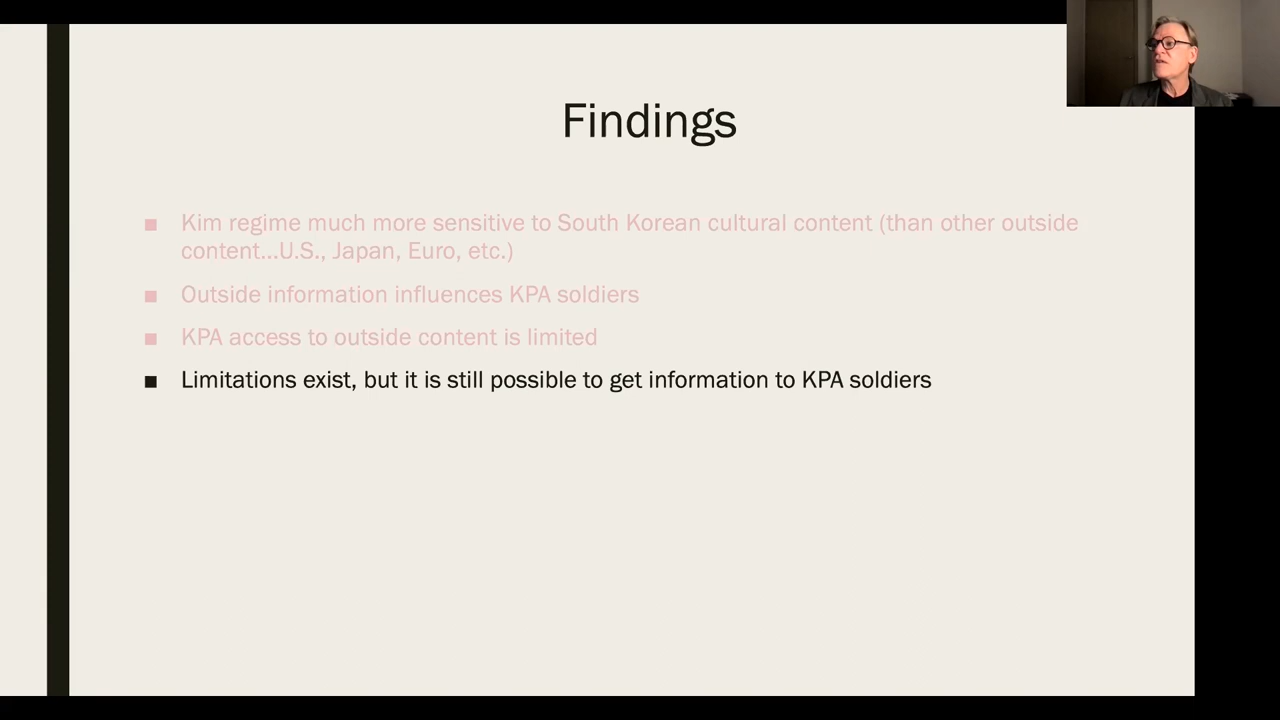 Findings
■ Kim regime much more sensitive to South Korean cultural content (than other outside
content...U.S., Japan, Euro, etc.)
■ Outside information influences KPA soldiers
■ KPA access to outside content is limited
■ Limitations exist, but it is still possible to get information to KPA soldiers